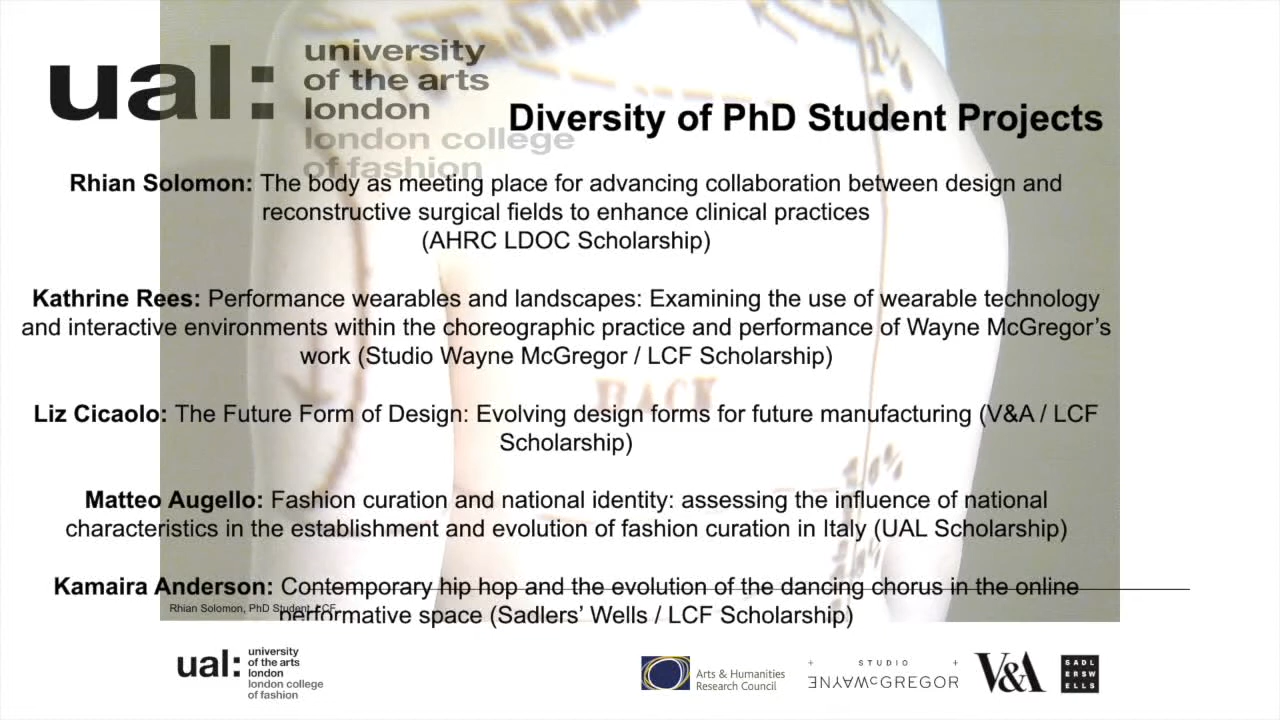 ual:
university
of the arts
london
london college
of fashion
Diversity of PhD Student Projects
Rhian Solomon: The body as meeting place for advancing collaboration between design and
reconstructive surgical fields to enhance clinical practices
(AHRC LDOC Scholarship)
Kathrine Rees: Performance wearables and landscapes: Examining the use of wearable technology
and interactive environments within the choreographic practice and performance of Wayne McGregor's
work (Studio Wayne McGregor / LCF Scholarship)
BACK
Liz Cicaolo: The Future Form of Design: Evolving design forms for future manufacturing (V&A / LCF
Scholarship)
Matteo Augello: Fashion curation and national identity: assessing the influence of national
characteristics in the establishment and evolution of fashion curation in Italy (UAL Scholarship)
Kamaira Anderson: Contemporary hip hop and the evolution of the dancing chorus in the online
performative space (Sadlers' Wells / LCF Scholarship)
Rhian Solomon, PhD Student, LCF
ual:
university
of the arts
london
london college
of fashion
Arts & Humanities
Research Council
+ STUDIO +
WAYNE McGREGOR
V&A
SADL
ERSW
ELLS